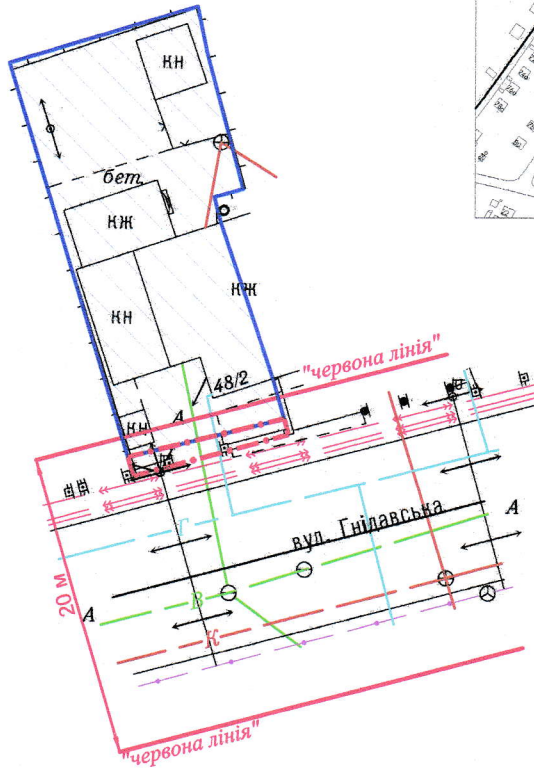 КН
бет.
КЖ
КН
КЖ
48/2
"червона лінія"
А
КН
Г
вул. Гнідавська
А
20 м
А
В
К
"червона лінія"